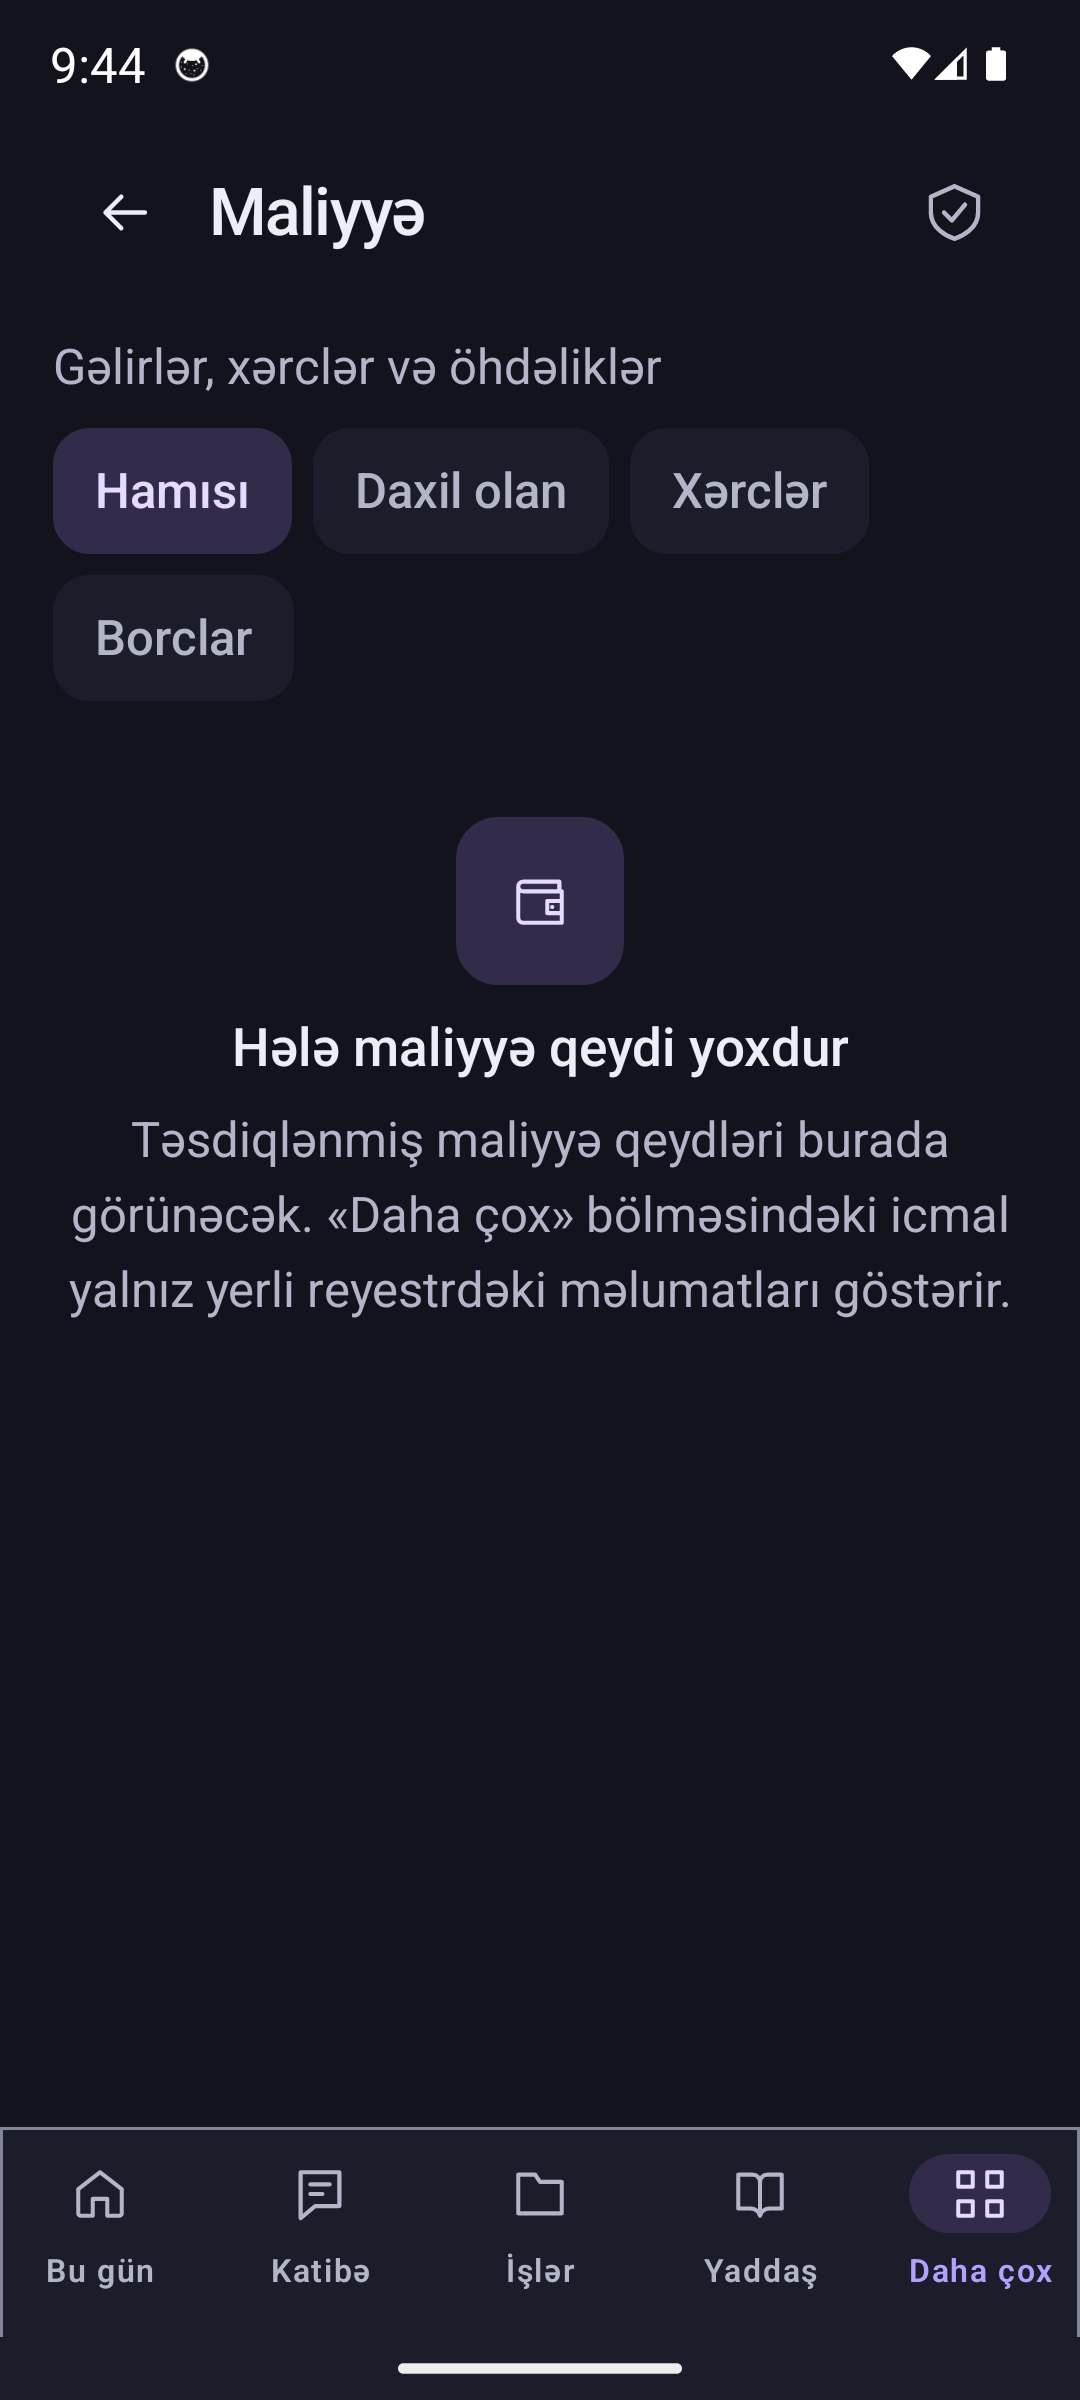 9:44
Maliyyə
Gəlirlər, xərclər və öhdəliklər
Hamısı
Daxil olan
Xərclər
Borclar
Hələ maliyyə qeydi yoxdur
Təsdiqlənmiş maliyyə qeydləri burada
görünəcək. «Daha çox» bölməsindəki icmal
yalnız yerli reyestrdəki məlumatları göstərir.
Bu gün
Katibə
İşlər
Yaddaş
Daha çox